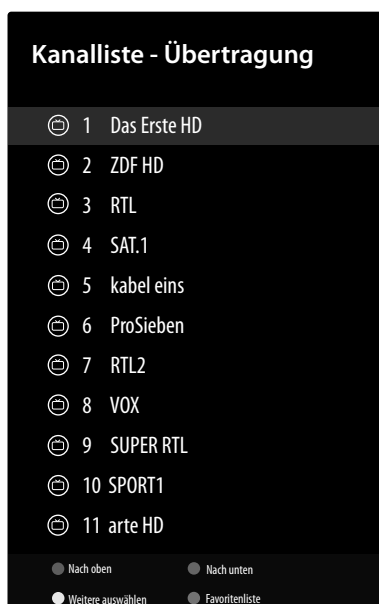 Kanalliste - Übertragung
1 Das Erste HD
2 ZDF HD
3 RTL
4 SAT.1
5 kabel eins
6 ProSieben
7 RTL2
8 VOX
9 SUPER RTL
10 SPORT1
11 arte HD
Nach oben Nach unten
Weitere auswählen Favoritenliste